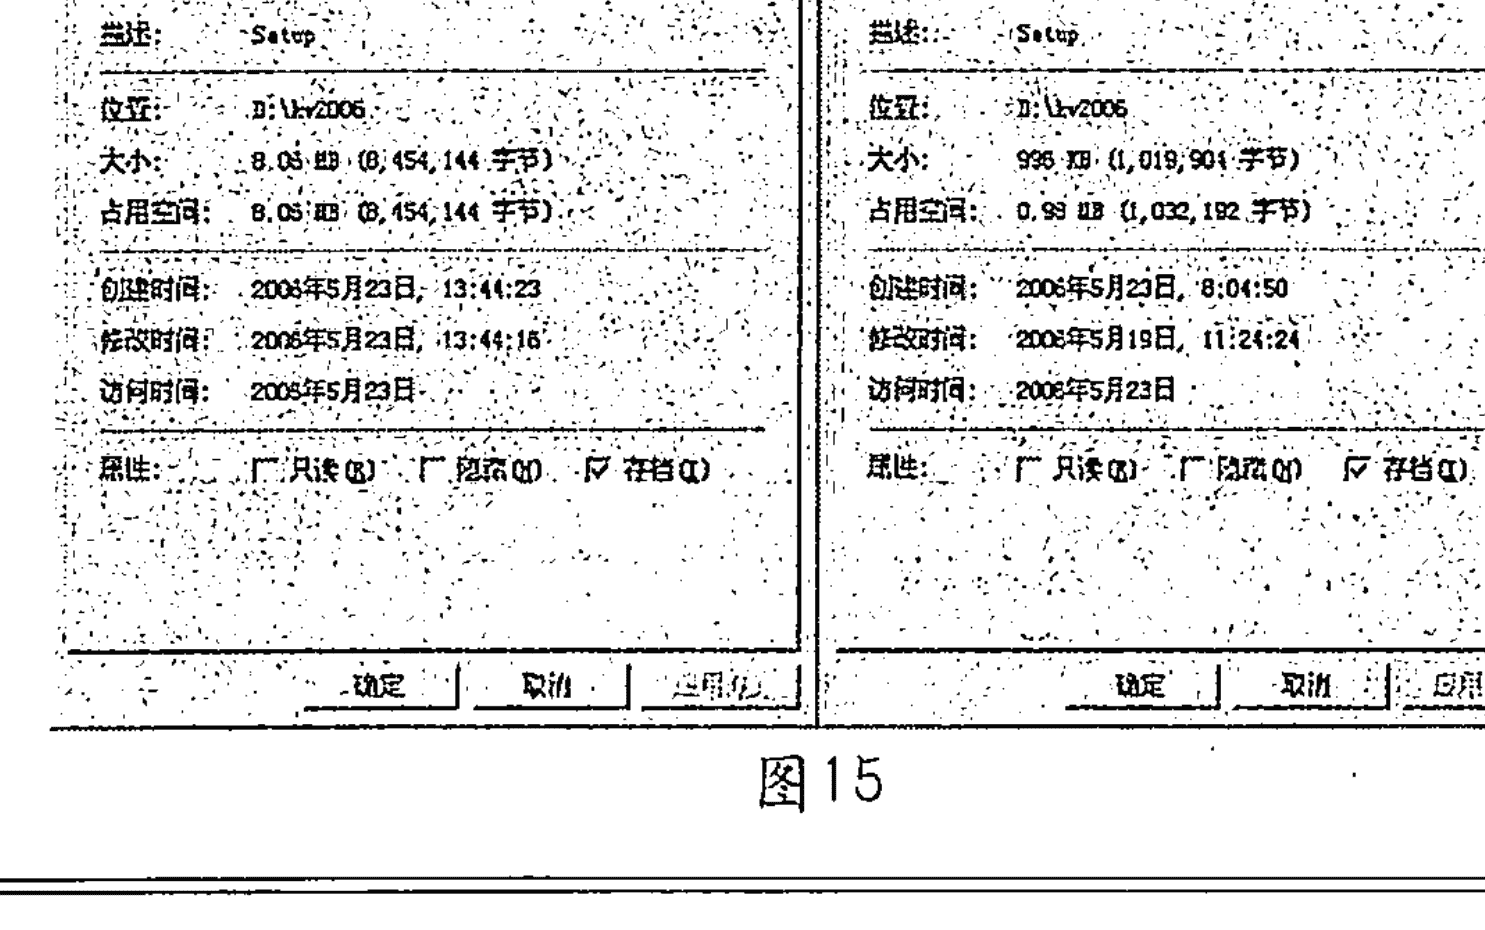 描述: Setup
位置: D:\kv2006
大小: 8.06 MB (8,454,144 字节)
占用空间: 8.06 MB (8,454,144 字节)
创建时间: 2006年5月23日, 13:44:23
修改时间: 2006年5月23日, 13:44:16
访问时间: 2006年5月23日
属性: 只读(R) 隐藏(H) 存档(I)
确定 取消 应用(A)
描述: Setup
位置: D:\kv2006
大小: 996 KB (1,019,904 字节)
占用空间: 0.98 MB (1,032,192 字节)
创建时间: 2006年5月23日, 8:04:50
修改时间: 2006年5月19日, 11:24:24
访问时间: 2006年5月23日
属性: 只读(R) 隐藏(H) 存档(I)
确定 取消 应用
图15